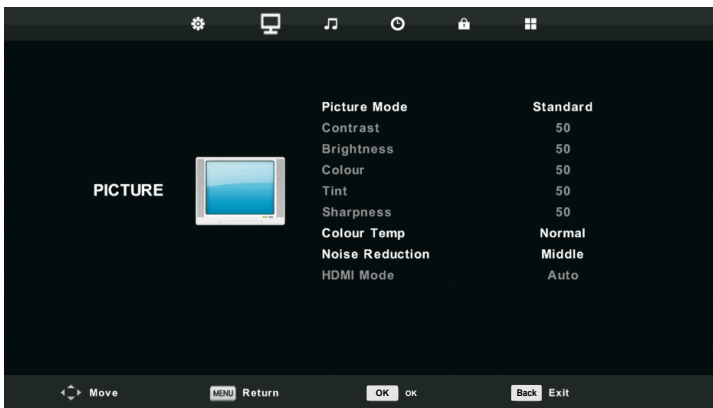 Picture Mode Standard
Contrast 50
Brightness 50
Colour 50
PICTURE Tint 50
Sharpness 50
Colour Temp Normal
Noise Reduction Middle
HDMI Mode Auto
Move MENU Return OK OK Back Exit